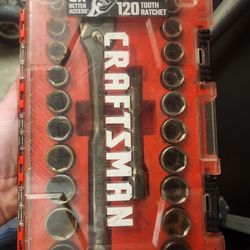 BETTER
ACCESS*
120 TOOTH
RATCHET
CRAFTSMAN